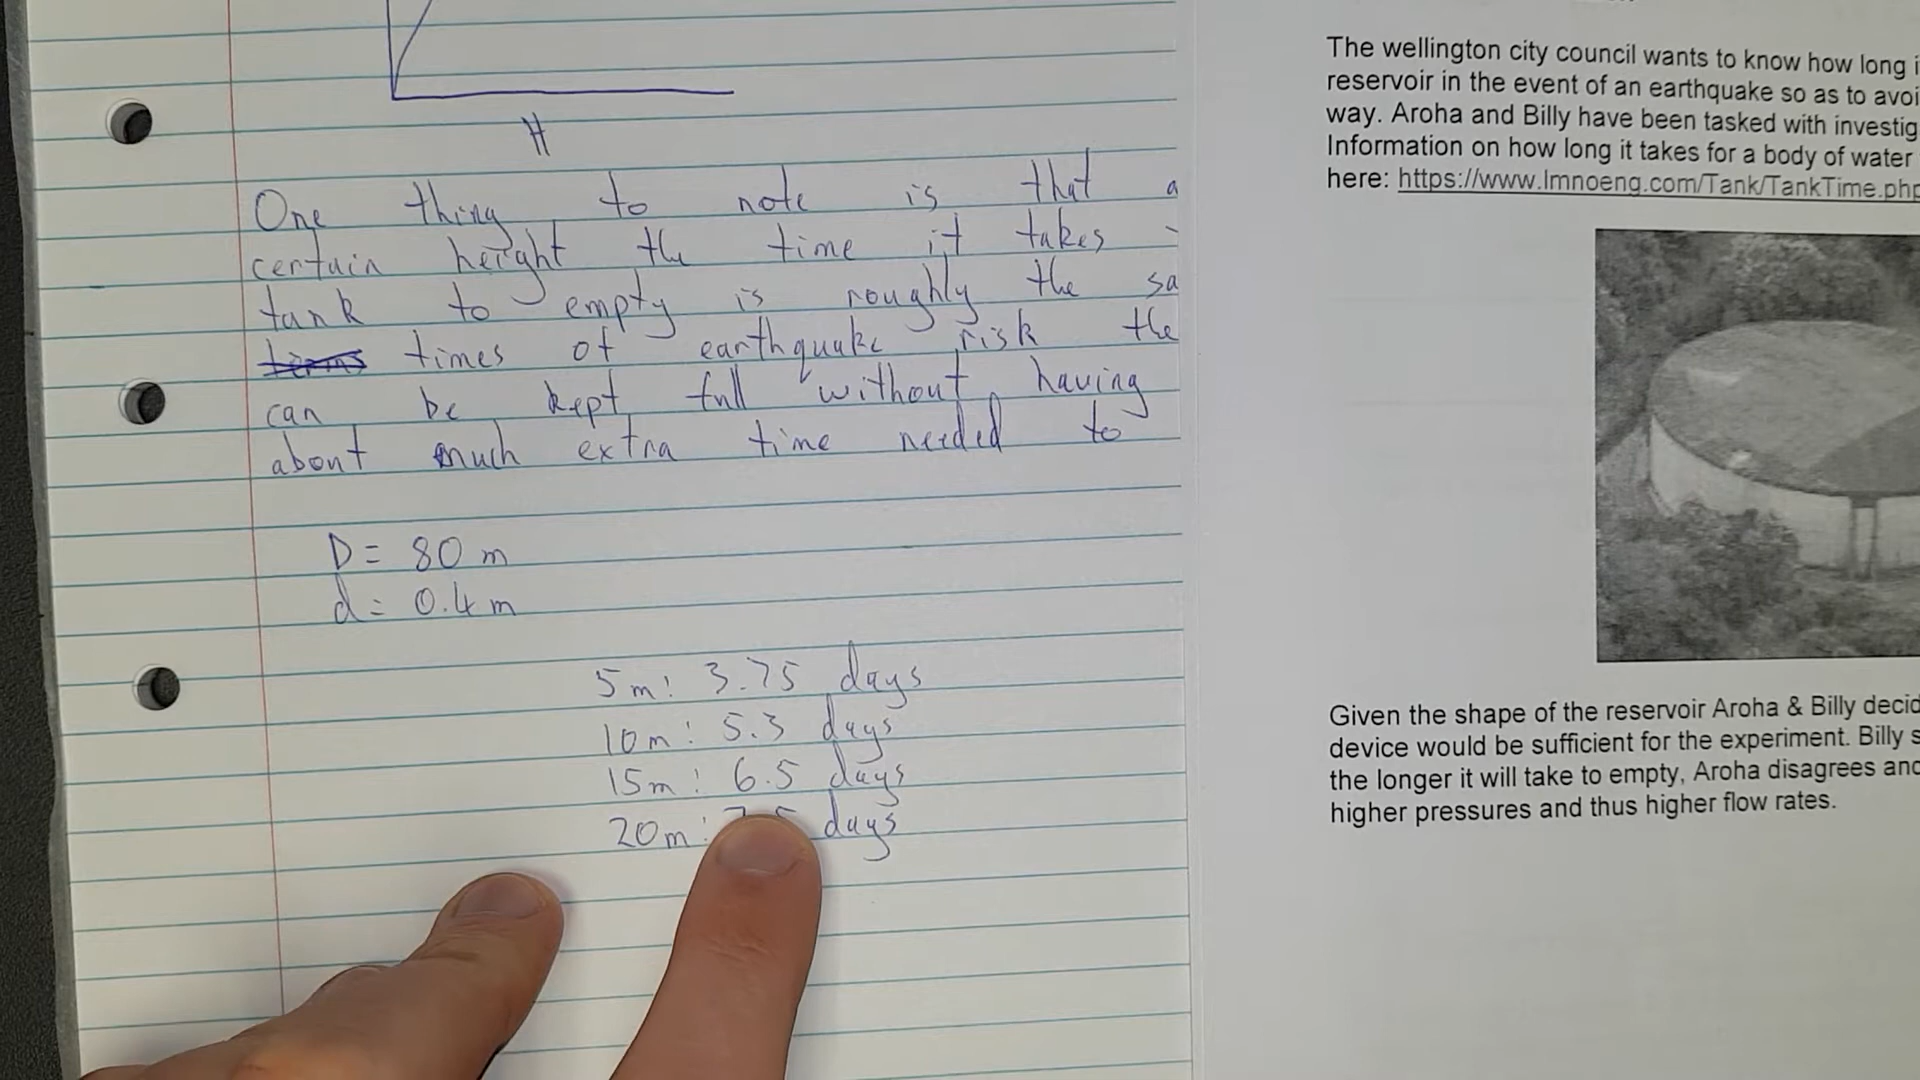 H
One thing to note is that a
certain height the time it takes
tank to empty is roughly the sa
times of earthquake risk the
can be kept full without having
about much extra time needed to
D = 80 m
d = 0.4 m
5m: 3.75 days
10m: 5.3 days
15m: 6.5 days
20m: days
The wellington city council wants to know how long i
reservoir in the event of an earthquake so as to avoi
way. Aroha and Billy have been tasked with investig
Information on how long it takes for a body of water
here: https://www.lmnoeng.com/Tank/TankTime.php
Given the shape of the reservoir Aroha & Billy decid
device would be sufficient for the experiment. Billy s
the longer it will take to empty, Aroha disagrees and
higher pressures and thus higher flow rates.